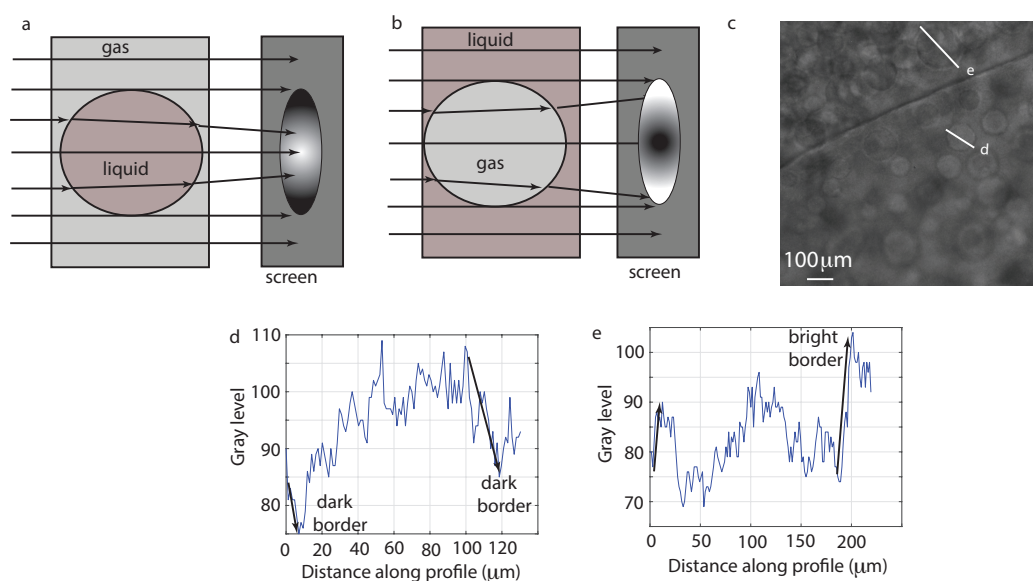 a
gas
liquid
screen
b
liquid
gas
screen
c
e
d
100μm
d
110
100
90
80
Gray level
dark
border
dark
border
0 20 40 60 80 100 120
Distance along profile (μm)
e
100
90
80
70
Gray level
bright
border
0 50 100 150 200
Distance along profile (μm)